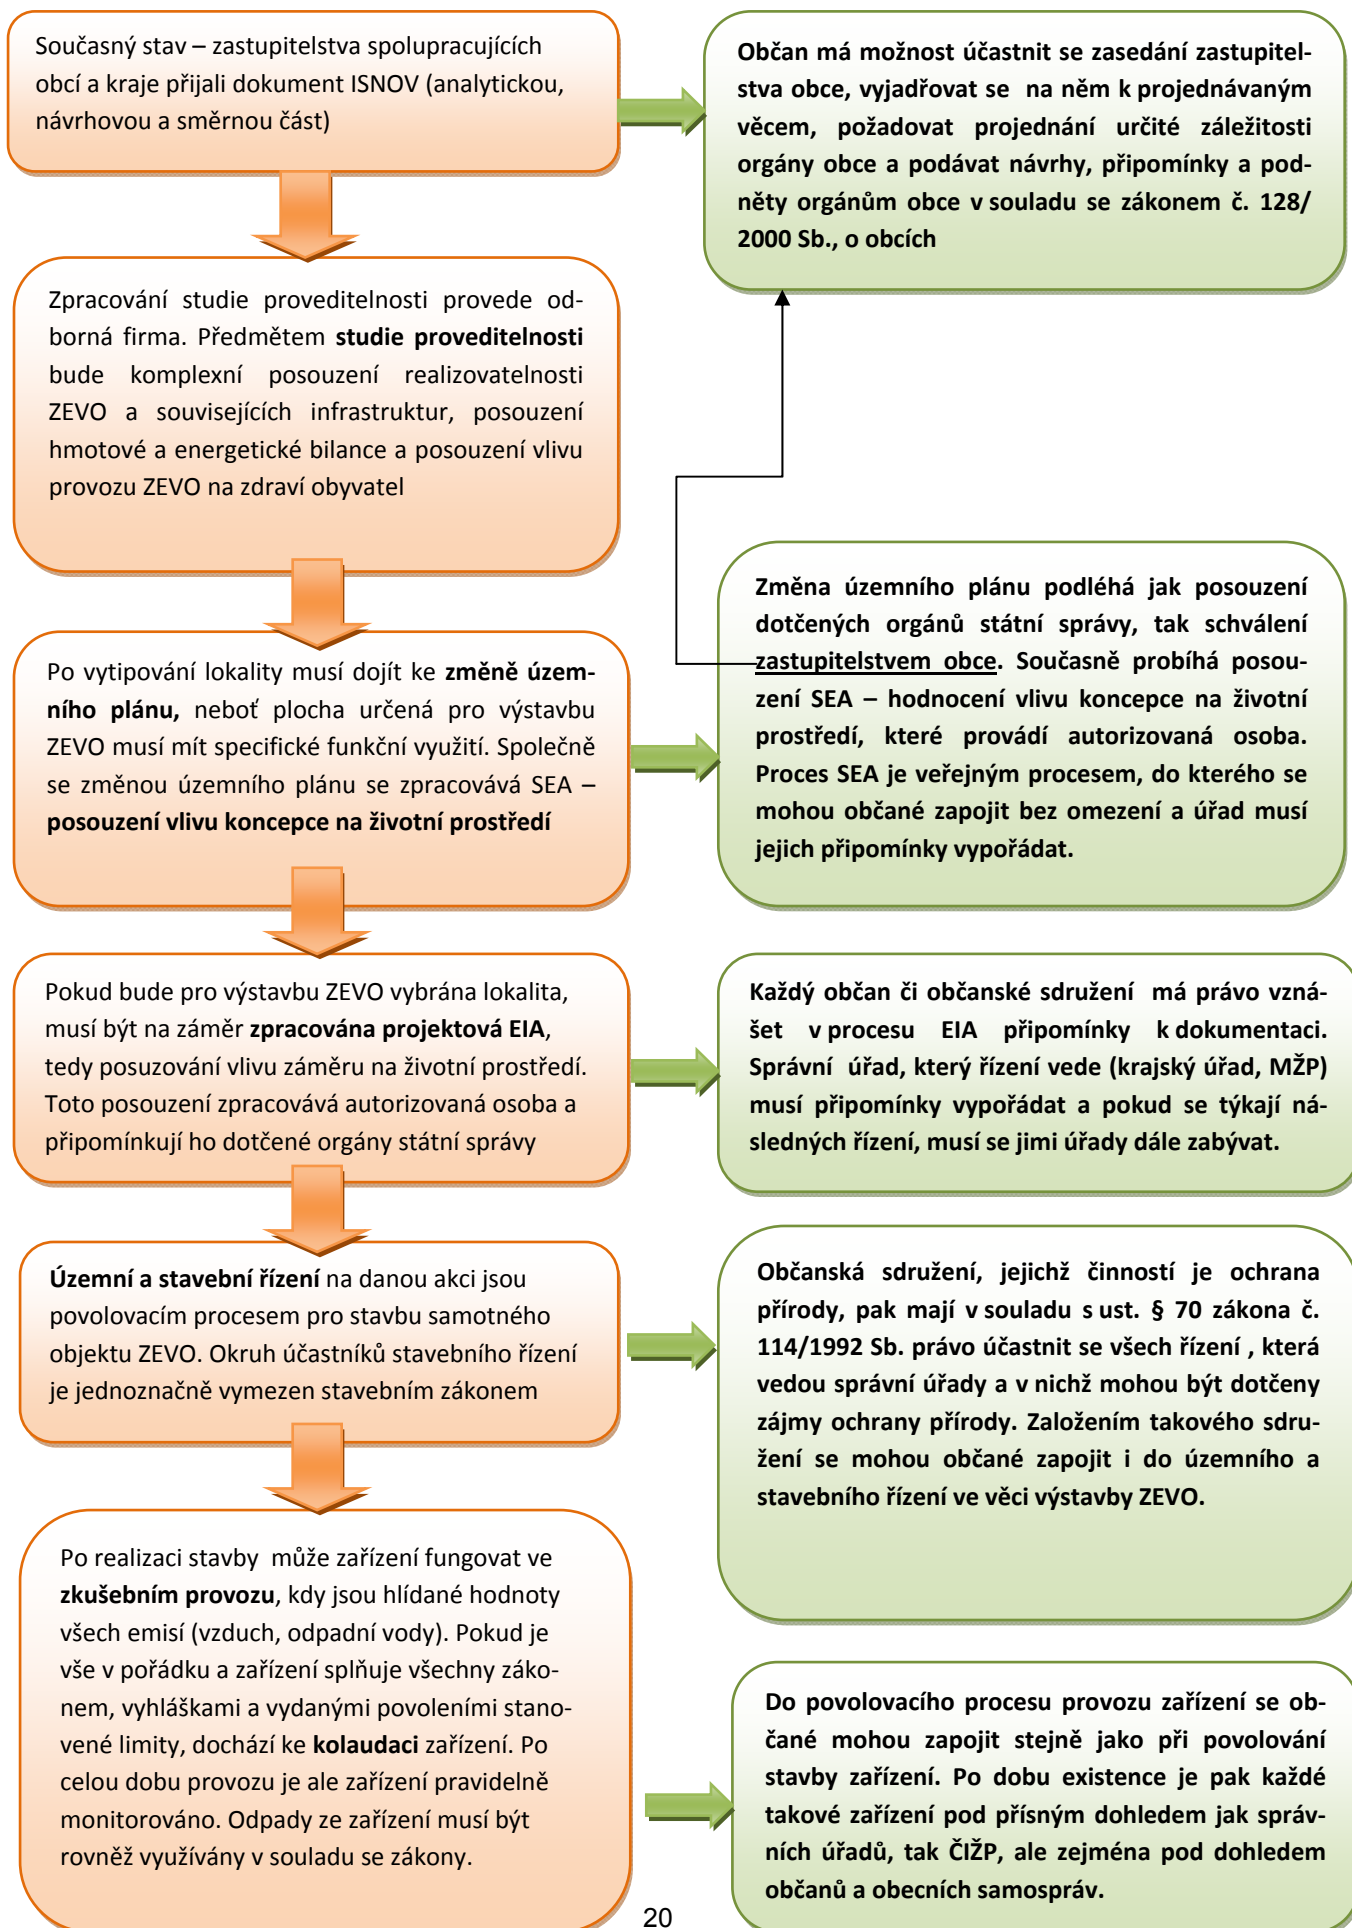 Současný stav – zastupitelstva spolupracujících
obcí a kraje přijali dokument ISNOV (analytickou,
návrhovou a směrnou část)
Občan má možnost účastnit se zasedání zastupitel-
stva obce, vyjadřovat se na něm k projednávaným
věcem, požadovat projednání určité záležitosti
orgány obce a podávat návrhy, připomínky a pod-
něty orgánům obce v souladu se zákonem č. 128/
2000 Sb., o obcích
Zpracování studie proveditelnosti provede od-
borná firma. Předmětem studie proveditelnosti
bude komplexní posouzení realizovatelnosti
ZEVO a souvisejících infrastruktur, posouzení
hmotové a energetické bilance a posouzení vlivu
provozu ZEVO na zdraví obyvatel
Po vytipování lokality musí dojít ke změně územ-
ního plánu, neboť plocha určená pro výstavbu
ZEVO musí mít specifické funkční využití. Společně
se změnou územního plánu se zpracovává SEA –
posouzení vlivu koncepce na životní prostředí
Změna územního plánu podléhá jak posouzení
dotčených orgánů státní správy, tak schválení
zastupitelstvem obce. Současně probíhá posou-
zení SEA – hodnocení vlivu koncepce na životní
prostředí, které provádí autorizovaná osoba.
Proces SEA je veřejným procesem, do kterého se
mohou občané zapojit bez omezení a úřad musí
jejich připomínky vypořádat.
Pokud bude pro výstavbu ZEVO vybrána lokalita,
musí být na záměr zpracována projektová EIA,
tedy posuzování vlivu záměru na životní prostředí.
Toto posouzení zpracovává autorizovaná osoba a
připomínkují ho dotčené orgány státní správy
Každý občan či občanské sdružení má právo vzná-
šet v procesu EIA připomínky k dokumentaci.
Správní úřad, který řízení vede (krajský úřad, MŽP)
musí připomínky vypořádat a pokud se týkají ná-
sledných řízení, musí se jimi úřady dále zabývat.
Územní a stavební řízení na danou akci jsou
povolovacím procesem pro stavbu samotného
objektu ZEVO. Okruh účastníků stavebního řízení
je jednoznačně vymezen stavebním zákonem
Občanská sdružení, jejichž činností je ochrana
přírody, pak mají v souladu s ust. § 70 zákona č.
114/1992 Sb. právo účastnit se všech řízení , která
vedou správní úřady a v nichž mohou být dotčeny
zájmy ochrany přírody. Založením takového sdru-
žení se mohou občané zapojit i do územního a
stavebního řízení ve věci výstavby ZEVO.
Po realizaci stavby může zařízení fungovat ve
zkušebním provozu, kdy jsou hlídané hodnoty
všech emisí (vzduch, odpadní vody). Pokud je
vše v pořádku a zařízení splňuje všechny záko-
nem, vyhláškami a vydanými povoleními stano-
vené limity, dochází ke kolaudaci zařízení. Po
celou dobu provozu je ale zařízení pravidelně
monitorováno. Odpady ze zařízení musí být
rovněž využívány v souladu se zákony.
Do povolovacího procesu provozu zařízení se ob-
čané mohou zapojit stejně jako při povolování
stavby zařízení. Po dobu existence je pak každé
takové zařízení pod přísným dohledem jak správ-
ních úřadů, tak ČIŽP, ale zejména pod dohledem
občanů a obecních samospráv.
20